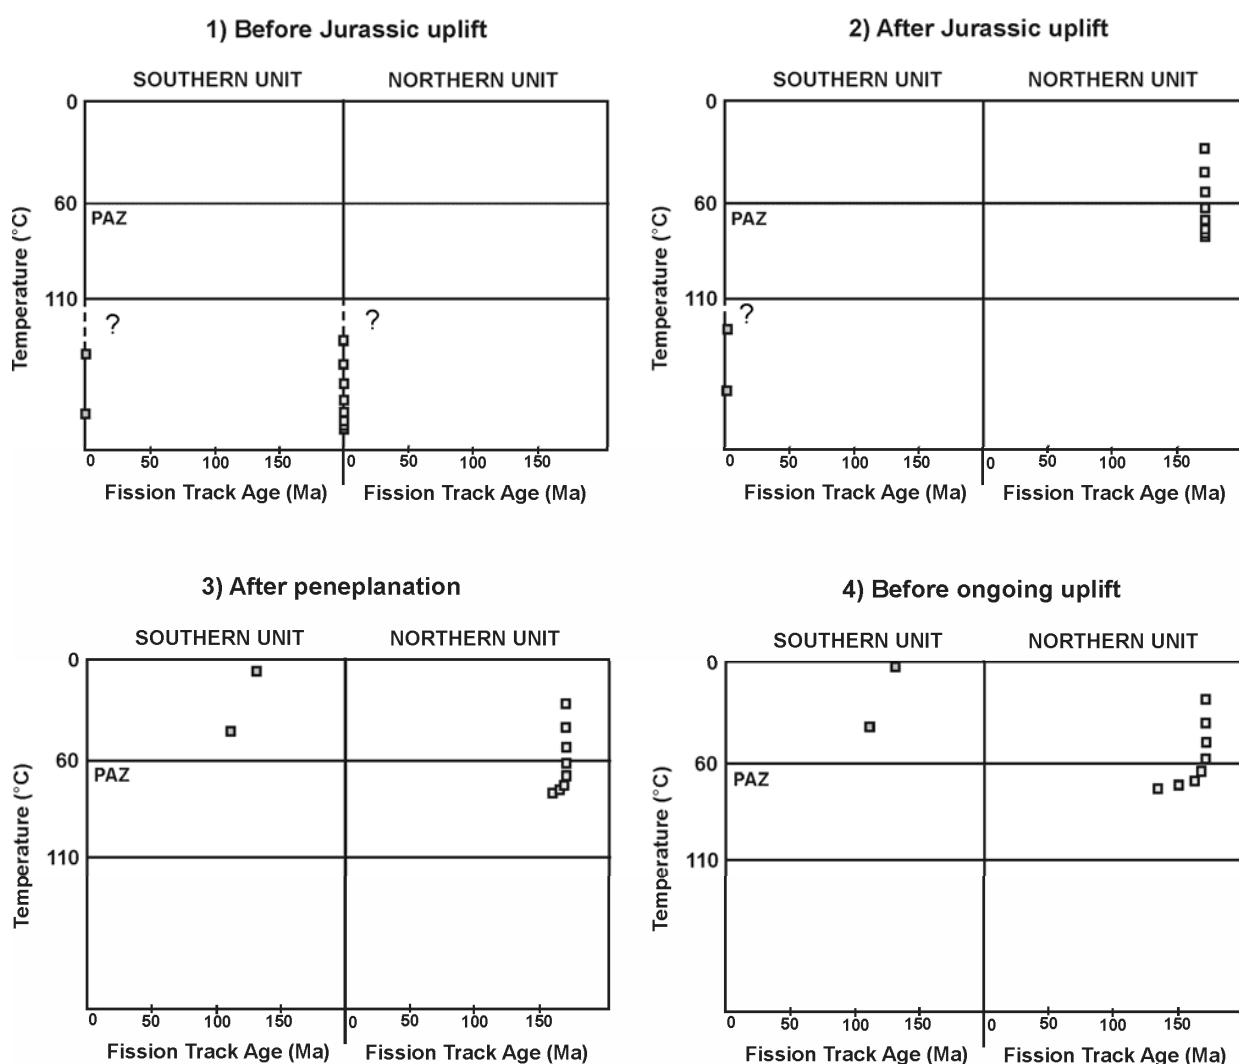 1) Before Jurassic uplift
SOUTHERN UNIT NORTHERN UNIT
0
60
PAZ
110
? ?
Temperature (°C)
0 50 100 150 0 50 100 150
Fission Track Age (Ma) Fission Track Age (Ma)
2) After Jurassic uplift
SOUTHERN UNIT NORTHERN UNIT
0
60
PAZ
110
?
Temperature (°C)
0 50 100 150 0 50 100 150
Fission Track Age (Ma) Fission Track Age (Ma)
3) After peneplanation
SOUTHERN UNIT NORTHERN UNIT
0
60
PAZ
110
Temperature (°C)
0 50 100 150 0 50 100 150
Fission Track Age (Ma) Fission Track Age (Ma)
4) Before ongoing uplift
SOUTHERN UNIT NORTHERN UNIT
0
60
PAZ
110
Temperature (°C)
0 50 100 150 0 50 100 150
Fission Track Age (Ma) Fission Track Age (Ma)